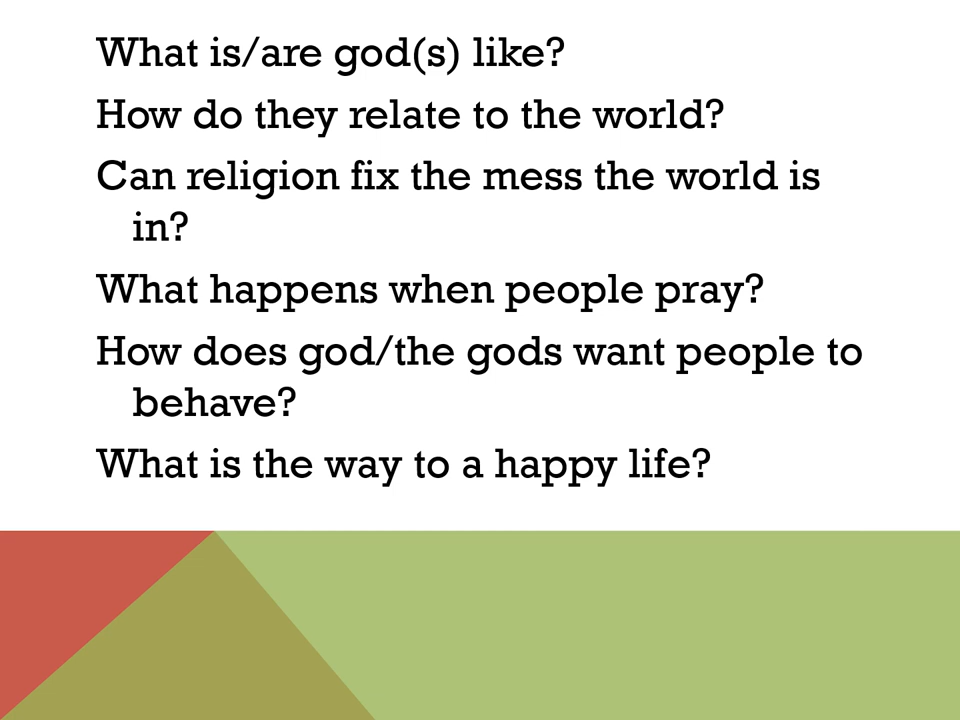 What is/are god(s) like?
How do they relate to the world?
Can religion fix the mess the world is
in?
What happens when people pray?
How does god/the gods want people to
behave?
What is the way to a happy life?